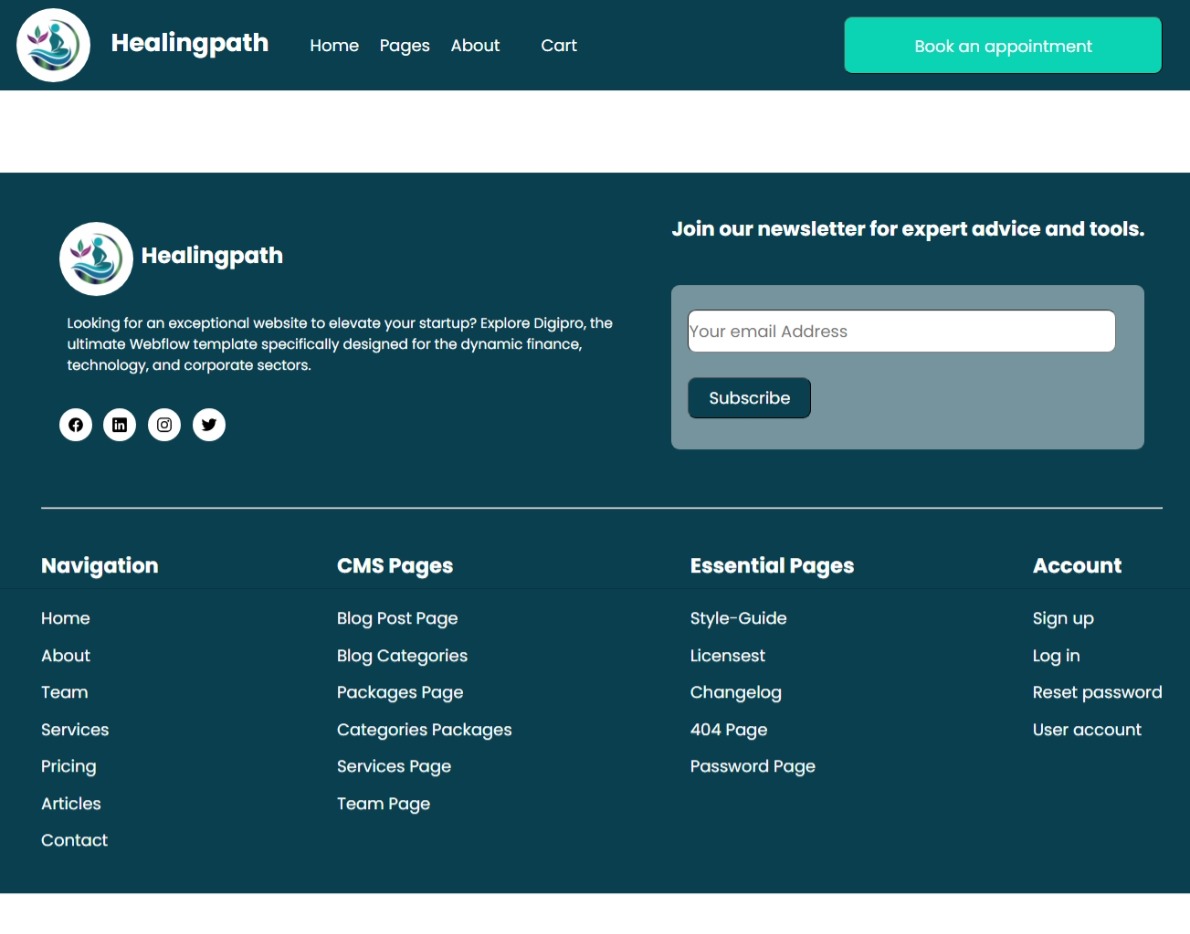 Healingpath
Home Pages About Cart
Book an appointment
Healingpath
Looking for an exceptional website to elevate your startup? Explore Digipro, the
ultimate Webflow template specifically designed for the dynamic finance,
technology, and corporate sectors.
Join our newsletter for expert advice and tools.
Your email Address
Subscribe
Navigation
Home
About
Team
Services
Pricing
Articles
Contact
CMS Pages
Blog Post Page
Blog Categories
Packages Page
Categories Packages
Services Page
Team Page
Essential Pages
Style-Guide
Licensest
Changelog
404 Page
Password Page
Account
Sign up
Log in
Reset password
User account